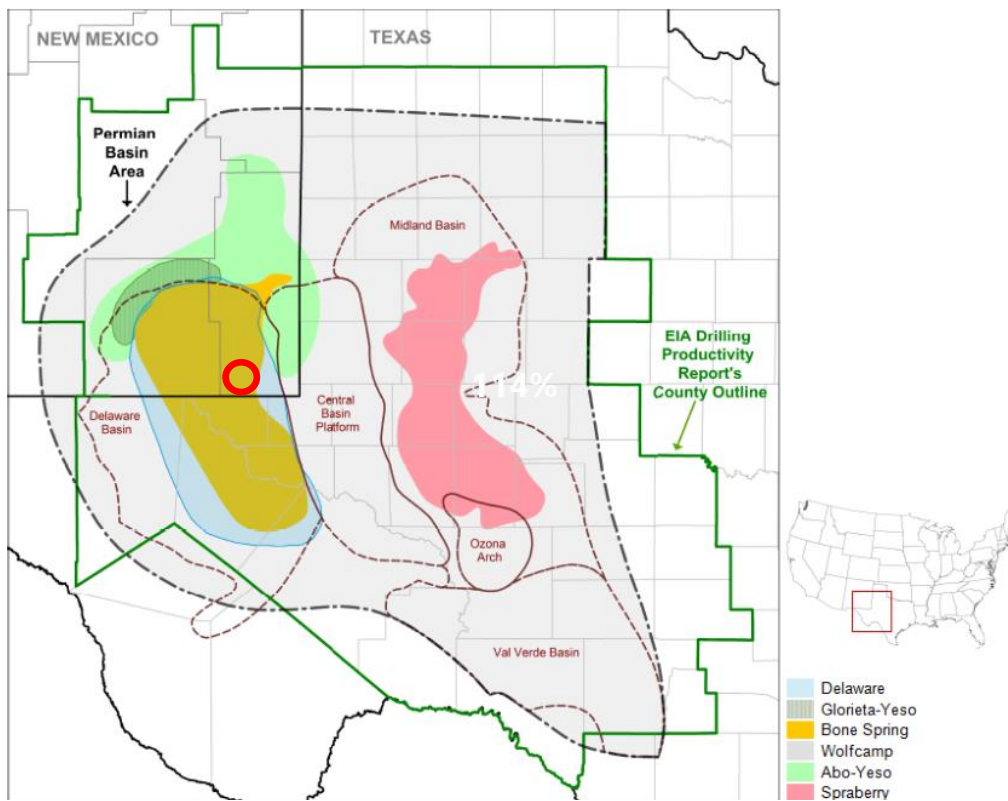 NEW MEXICO
TEXAS
Permian
Basin
Area
Midland Basin
EIA Drilling
Productivity
Report's
County Outline
114%
Delaware
Basin
Central
Basin
Platform
Ozona
Arch
Val Verde Basin
Delaware
Glorieta-Yeso
Bone Spring
Wolfcamp
Abo-Yeso
Spraberry